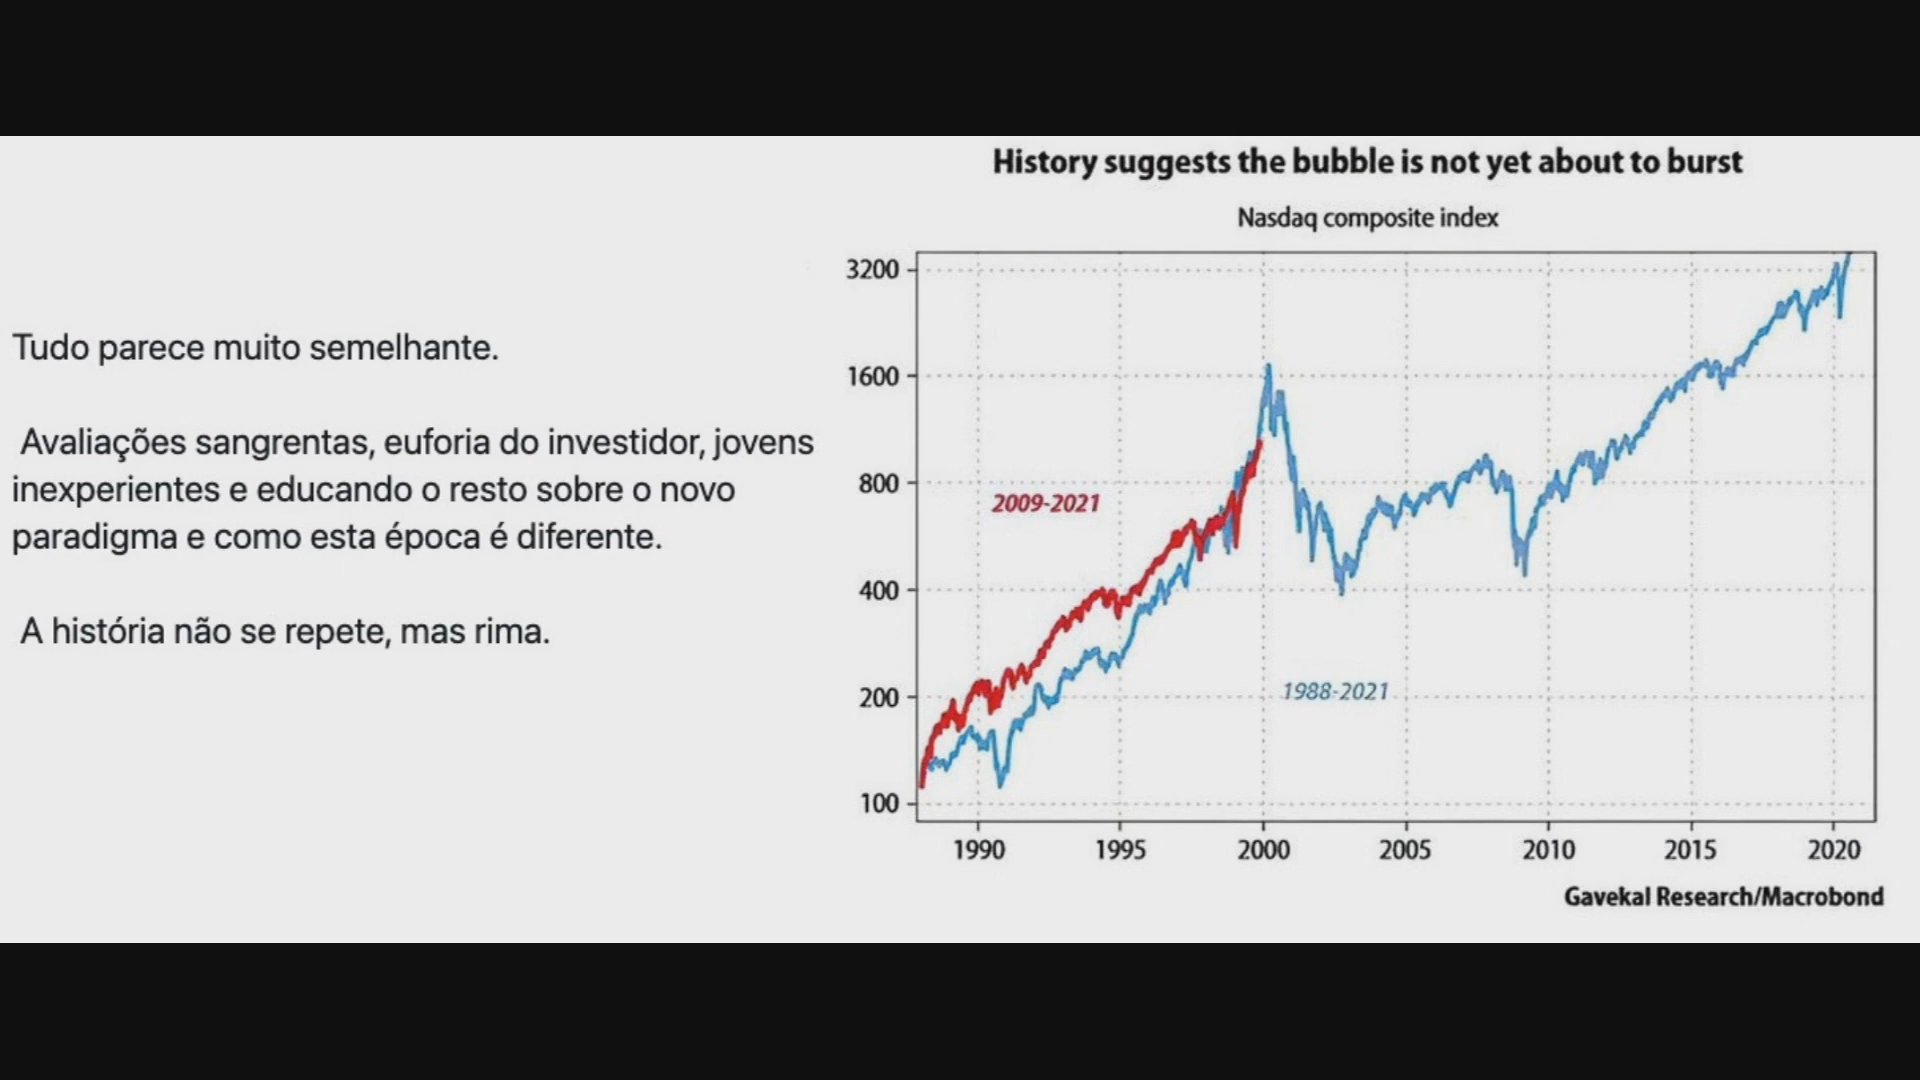 Tudo parece muito semelhante.
Avaliações sangrentas, euforia do investidor, jovens
inexperientes e educando o resto sobre o novo
paradigma e como esta época é diferente.
A história não se repete, mas rima.
History suggests the bubble is not yet about to burst
Nasdaq composite index
3200
1600
800
400
200
100
2009-2021
1988-2021
1990 1995 2000 2005 2010 2015 2020
Gavekal Research/Macrobond